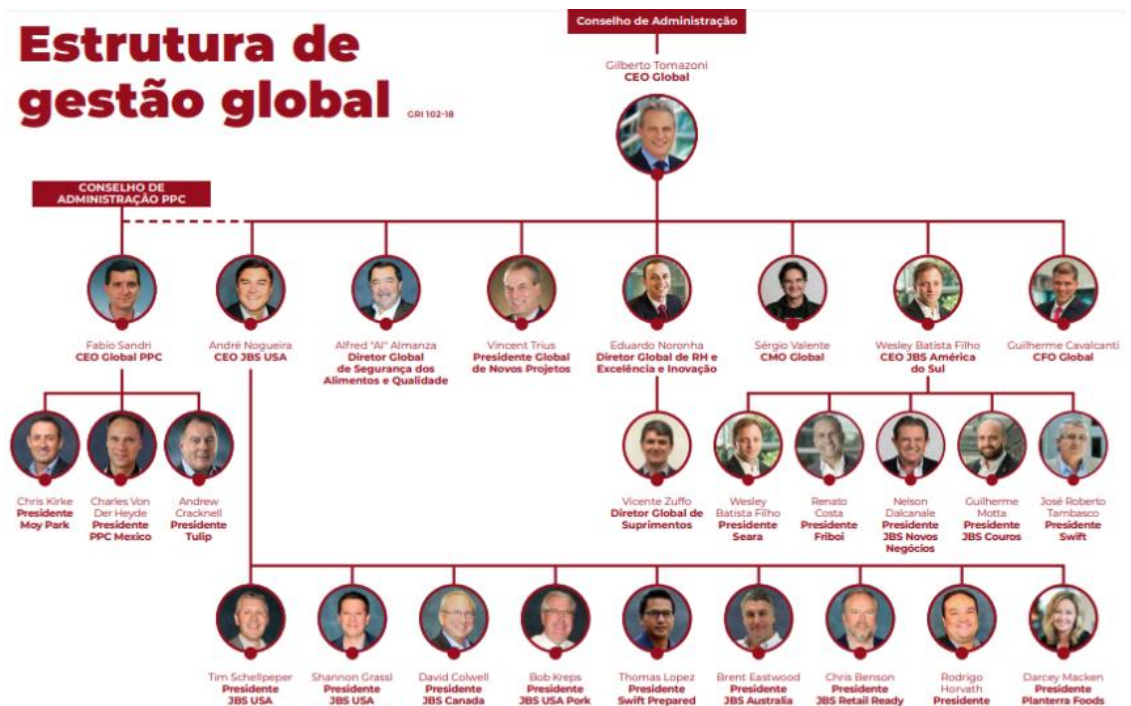 Conselho de Administração
Estrutura de
gestão global
GRI 102-18
Gilberto Tomazoni
CEO Global
CONSELHO DE
ADMINISTRAÇÃO PPC
Fabio Sandri
CEO Global PPC
André Nogueira
CEO JBS USA
Alfred "Al" Almanza
Diretor Global
de Segurança dos
Alimentos e Qualidade
Vincent Trius
Presidente Global
de Novos Projetos
Eduardo Noronha
Diretor Global de RH e
Excelência e Inovação
Sérgio Valente
CMO Global
Wesley Batista Filho
CEO JBS América
do Sul
Guilherme Cavalcanti
CFO Global
Chris Kirke
Presidente
Moy Park
Charles Von
Der Heyde
Presidente
PPC Mexico
Andrew
Cracknell
Presidente
Tulip
Vicente Zuffo
Diretor Global de
Suprimentos
Wesley
Batista Filho
Presidente
Seara
Renato
Costa
Presidente
Friboi
Nelson
Dalcanale
Presidente
JBS Novos
Negócios
Guilherme
Motta
Presidente
JBS Couros
José Roberto
Tambasco
Presidente
Swift
Tim Schellpeper
Presidente
JBS USA
Shannon Grassl
Presidente
JBS USA
David Colwell
Presidente
JBS Canada
Bob Kreps
Presidente
JBS USA Pork
Thomas Lopez
Presidente
Swift Prepared
Brent Eastwood
Presidente
JBS Australia
Chris Benson
Presidente
JBS Retail Ready
Rodrigo
Horvath
Presidente
Darcey Macken
Presidente
Planterra Foods